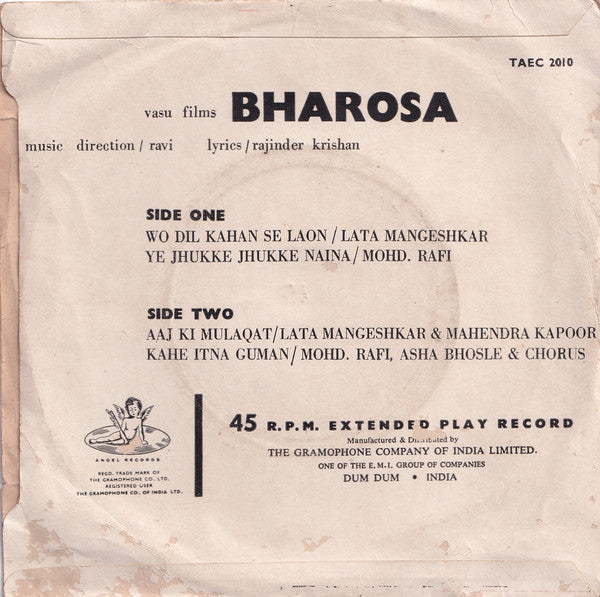 TAEC 2010
vasu films BHAROSA
music direction / ravi lyrics / rajinder krishan
SIDE ONE
WO DIL KAHAN SE LAON / LATA MANGESHKAR
YE JHUKKE JHUKKE NAINA / MOHD. RAFI
SIDE TWO
AAJ KI MULAQAT / LATA MANGESHKAR & MAHENDRA KAPOOR
KAHE ITNA GUMAN / MOHD. RAFI, ASHA BHOSLE & CHORUS
45 R.P.M. EXTENDED PLAY RECORD
Manufactured & Distributed by
THE GRAMOPHONE COMPANY OF INDIA LIMITED.
ONE OF THE E.M.I. GROUP OF COMPANIES
DUM DUM • INDIA
ANGEL RECORDS
REGD. TRADE MARK OF
THE GRAMOPHONE CO. LTD.
REGISTERED USER
THE GRAMOPHONE CO., OF INDIA LTD.